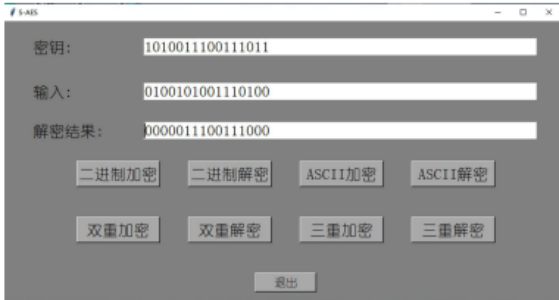 S-AES
密钥: 1010011100111011
输入: 0100101001110100
解密结果: 0000011100111000
二进制加密 二进制解密 ASCII加密 ASCII解密
双重加密 双重解密 三重加密 三重解密
退出